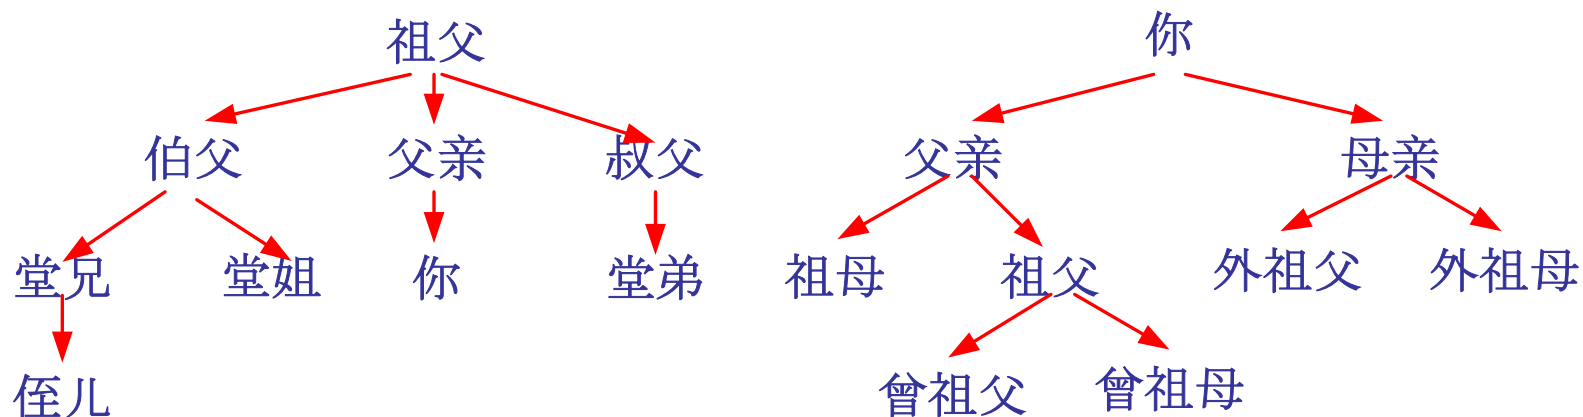 祖父
你
伯父 父亲 叔父
父亲 母亲
堂兄 堂姐 你 堂弟
祖母 祖父 外祖父 外祖母
侄儿
曾祖父 曾祖母